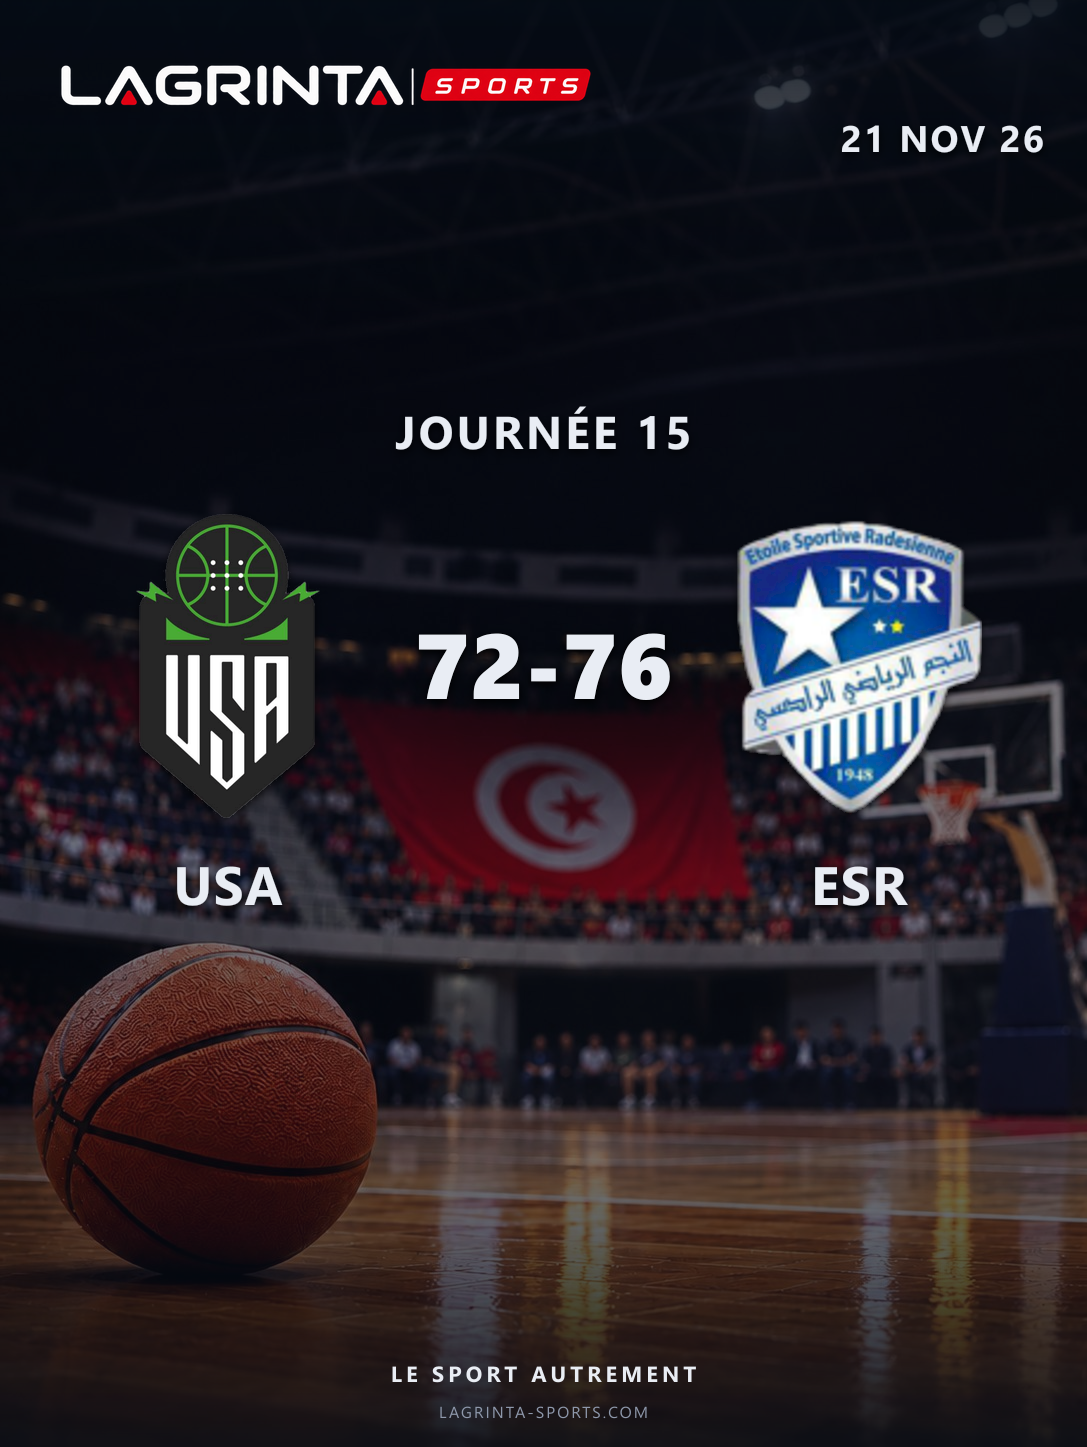 LAGRINTA SPORTS
21 NOV 26
JOURNÉE 15
USA
72-76
Etoile Sportive Radesienne
ESR
النجم الرياضي الرادسي
1948
USA
ESR
LE SPORT AUTREMENT
LAGRINTA-SPORTS.COM